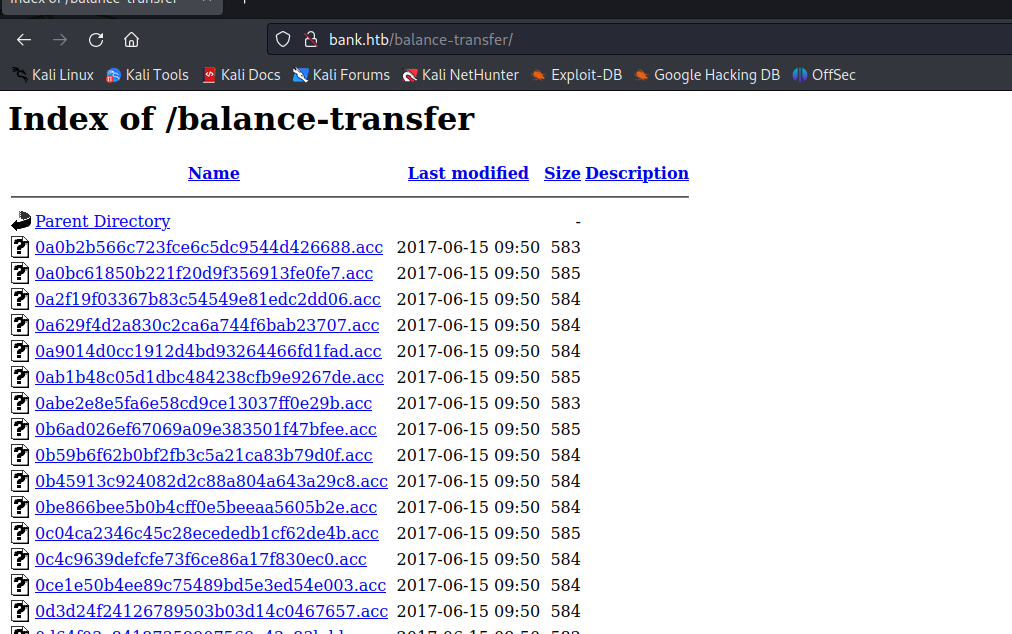 Index of /balance-transfer
bank.htb/balance-transfer/
Kali Linux Kali Tools Kali Docs Kali Forums Kali NetHunter Exploit-DB Google Hacking DB OffSec
Index of /balance-transfer
Name Last modified Size Description
Parent Directory -
0a0b2b566c723fce6c5dc9544d426688.acc 2017-06-15 09:50 583
0a0bc61850b221f20d9f356913fe0fe7.acc 2017-06-15 09:50 585
0a2f19f03367b83c54549e81edc2dd06.acc 2017-06-15 09:50 584
0a629f4d2a830c2ca6a744f6bab23707.acc 2017-06-15 09:50 584
0a9014d0cc1912d4bd93264466fd1fad.acc 2017-06-15 09:50 584
0ab1b48c05d1dbc484238cfb9e9267de.acc 2017-06-15 09:50 585
0abe2e8e5fa6e58cd9ce13037ff0e29b.acc 2017-06-15 09:50 583
0b6ad026ef67069a09e383501f47bfee.acc 2017-06-15 09:50 585
0b59b6f62b0bf2fb3c5a21ca83b79d0f.acc 2017-06-15 09:50 584
0b45913c924082d2c88a804a643a29c8.acc 2017-06-15 09:50 584
0be866bee5b0b4cff0e5beeaa5605b2e.acc 2017-06-15 09:50 584
0c04ca2346c45c28ecededb1cf62de4b.acc 2017-06-15 09:50 585
0c4c9639defcfe73f6ce86a17f830ec0.acc 2017-06-15 09:50 584
0ce1e50b4ee89c75489bd5e3ed54e003.acc 2017-06-15 09:50 584
0d3d24f24126789503b03d14c0467657.acc 2017-06-15 09:50 584
2017-06-15 09:50